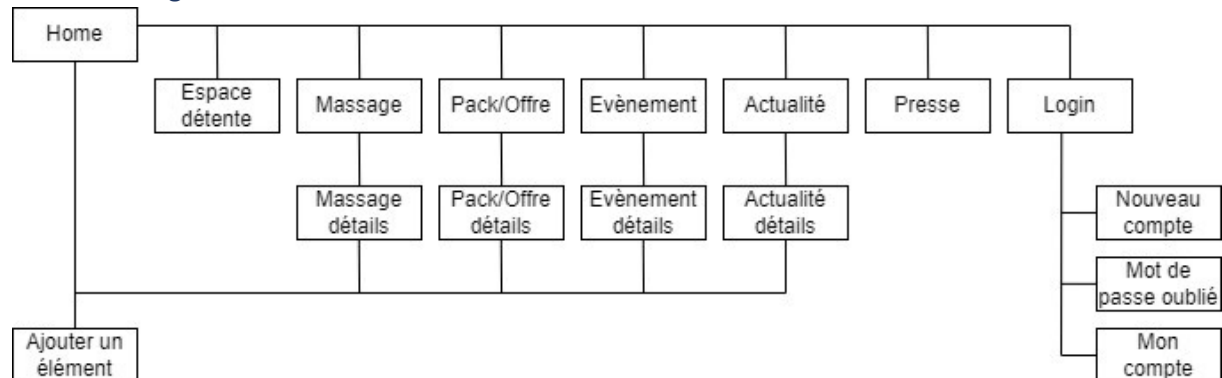 Home
Espace
détente
Massage
Pack/Offre
Evènement
Actualité
Presse
Login
Massage
détails
Pack/Offre
détails
Evènement
détails
Actualité
détails
Nouveau
compte
Mot de
passe oublié
Ajouter un
élément
Mon
compte